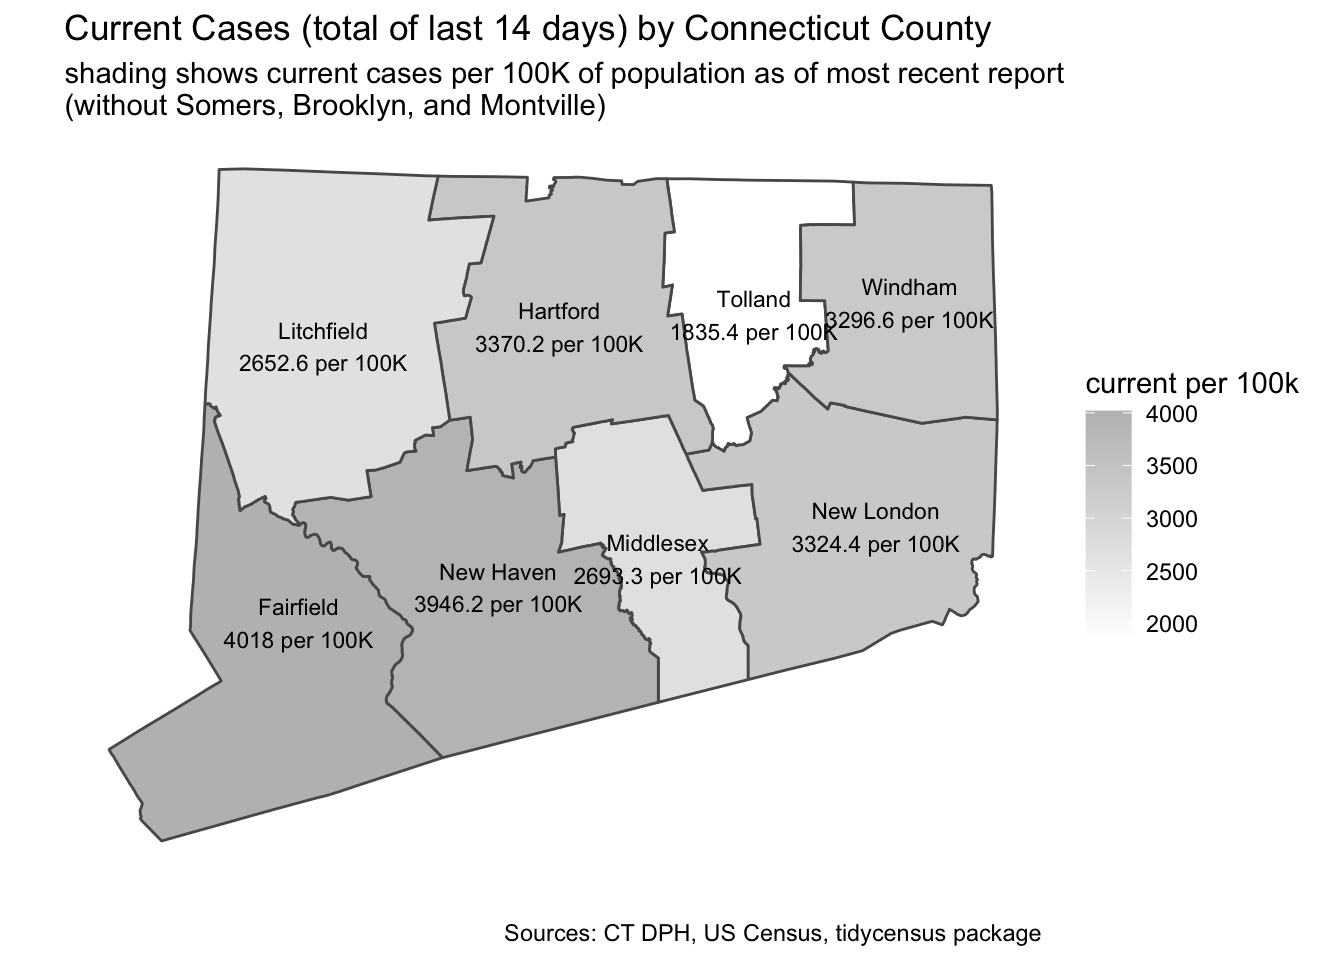 Current Cases (total of last 14 days) by Connecticut County
shading shows current cases per 100K of population as of most recent report
(without Somers, Brooklyn, and Montville)
Litchfield
2652.6 per 100K
Hartford
3370.2 per 100K
Tolland
1835.4 per 100K
Windham
3296.6 per 100K
Fairfield
4018 per 100K
New Haven
3946.2 per 100K
Middlesex
2693.3 per 100K
New London
3324.4 per 100K
current per 100k
4000
3500
3000
2500
2000
Sources: CT DPH, US Census, tidycensus package